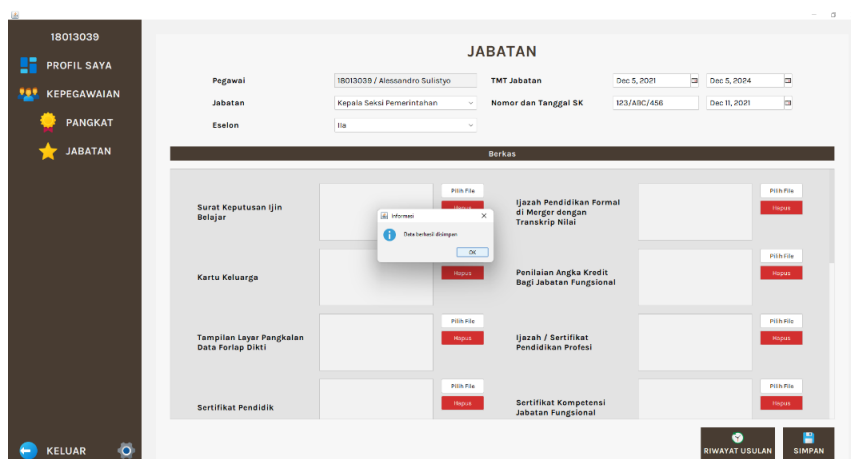 18013039
PROFIL SAYA
KEPEGAWAIAN
PANGKAT
JABATAN
KELUAR
JABATAN
Pegawai
18013039 / Alessandro Sulistyo
TMT Jabatan
Dec 5, 2021
Dec 5, 2024
Jabatan
Kepala Seksi Pemerintahan
Nomor dan Tanggal SK
123/ABC/456
Dec 11, 2021
Eselon
IIa
Berkas
Surat Keputusan Ijin
Belajar
Pilih File
Hapus
Ijazah Pendidikan Formal
di Merger dengan
Transkrip Nilai
Pilih File
Hapus
Informasi
Data berhasil disimpan
OK
Kartu Keluarga
Hapus
Penilaian Angka Kredit
Bagi Jabatan Fungsional
Pilih File
Hapus
Tampilan Layar Pangkalan
Data Forlap Dikti
Pilih File
Hapus
Ijazah / Sertifikat
Pendidikan Profesi
Pilih File
Hapus
Sertifikat Pendidik
Pilih File
Hapus
Sertifikat Kompetensi
Jabatan Fungsional
Pilih File
Hapus
RIWAYAT USULAN
SIMPAN